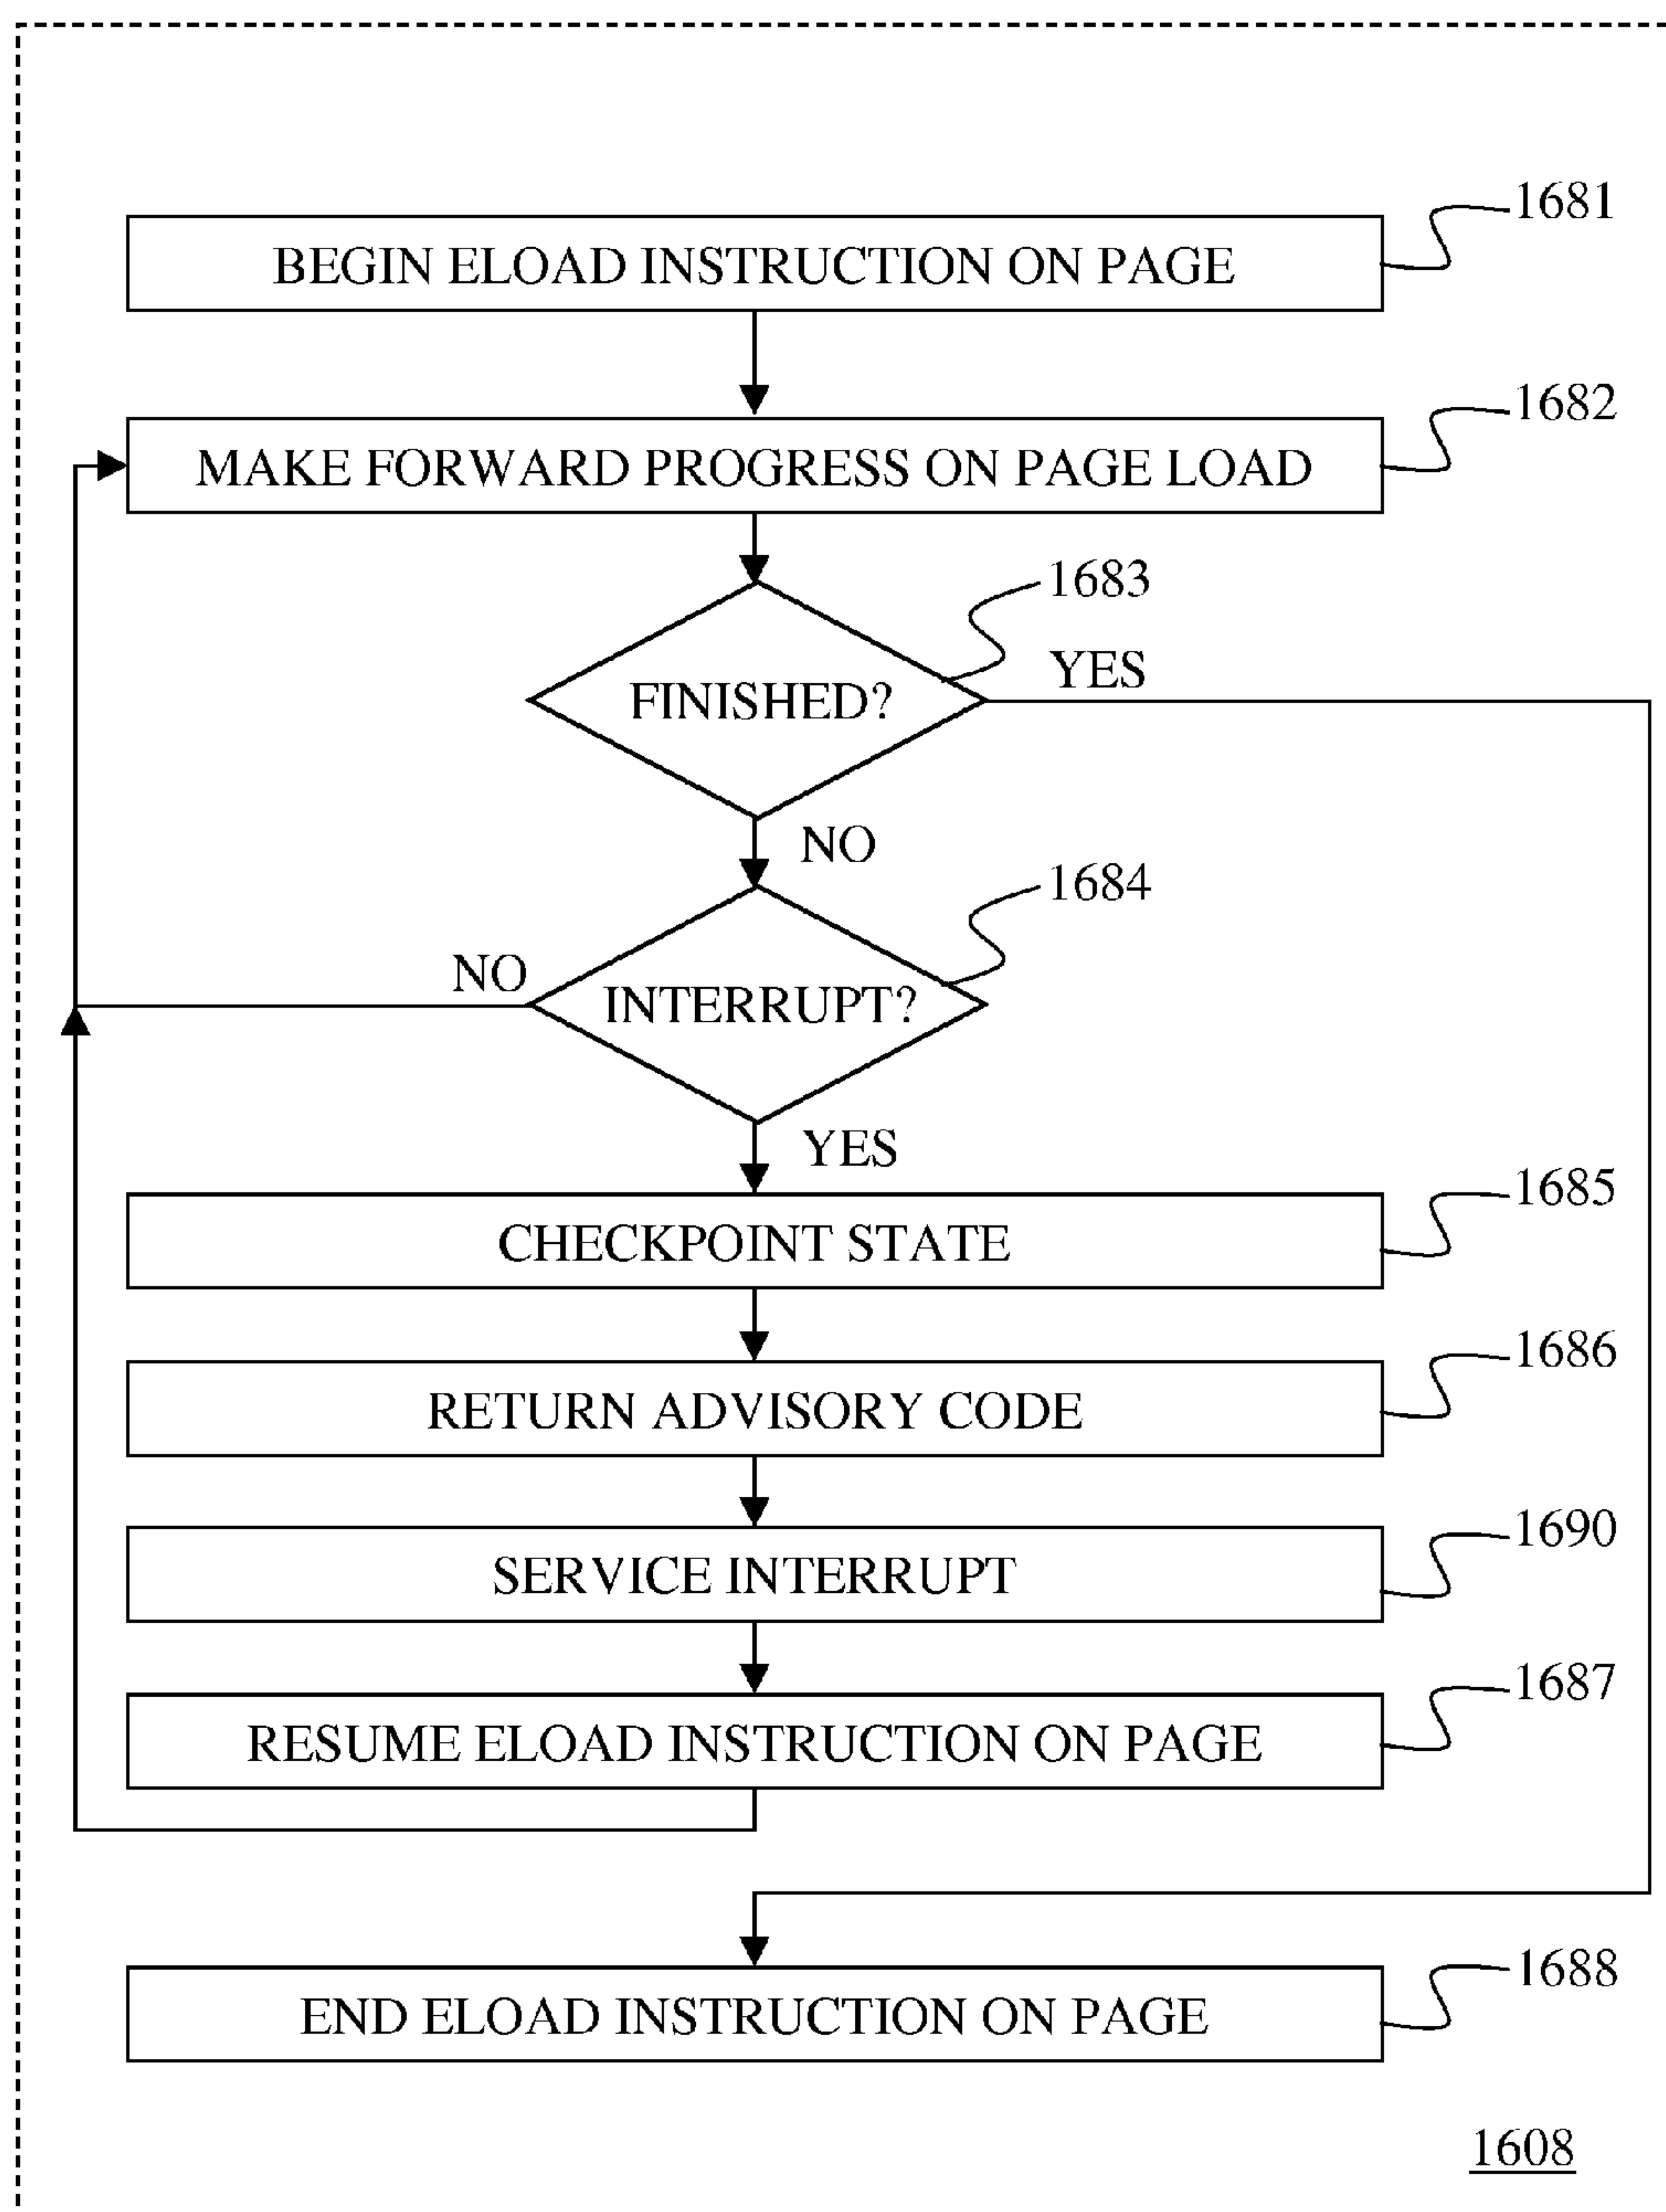 1681
BEGIN ELOAD INSTRUCTION ON PAGE
1682
MAKE FORWARD PROGRESS ON PAGE LOAD
1683
YES
FINISHED?
NO
1684
NO
INTERRUPT?
YES
1685
CHECKPOINT STATE
1686
RETURN ADVISORY CODE
1690
SERVICE INTERRUPT
1687
RESUME ELOAD INSTRUCTION ON PAGE
1688
END ELOAD INSTRUCTION ON PAGE
1608